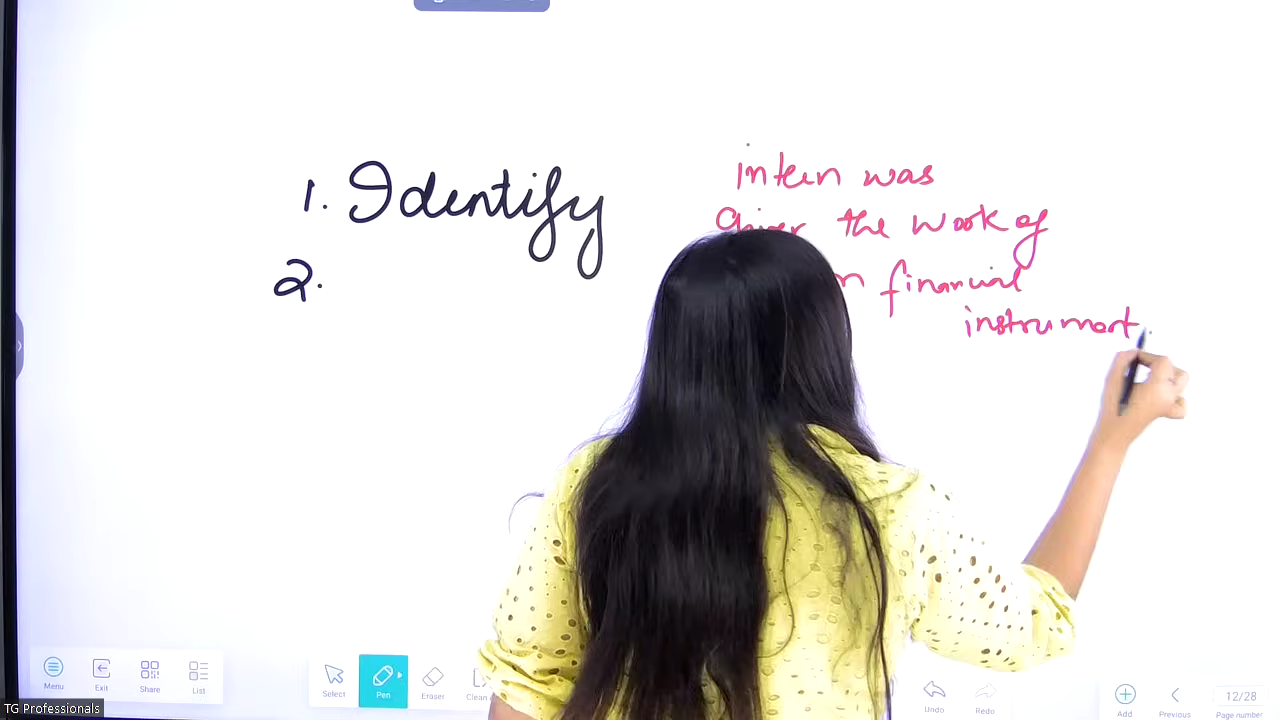 1. Identify
2.
intern was
the work of
financial
instrument
Menu
Exit
Share
List
Select
Pen
Eraser
Clean
Undo
Redo
Add
Previous
12/28
Page number
TG Professionals